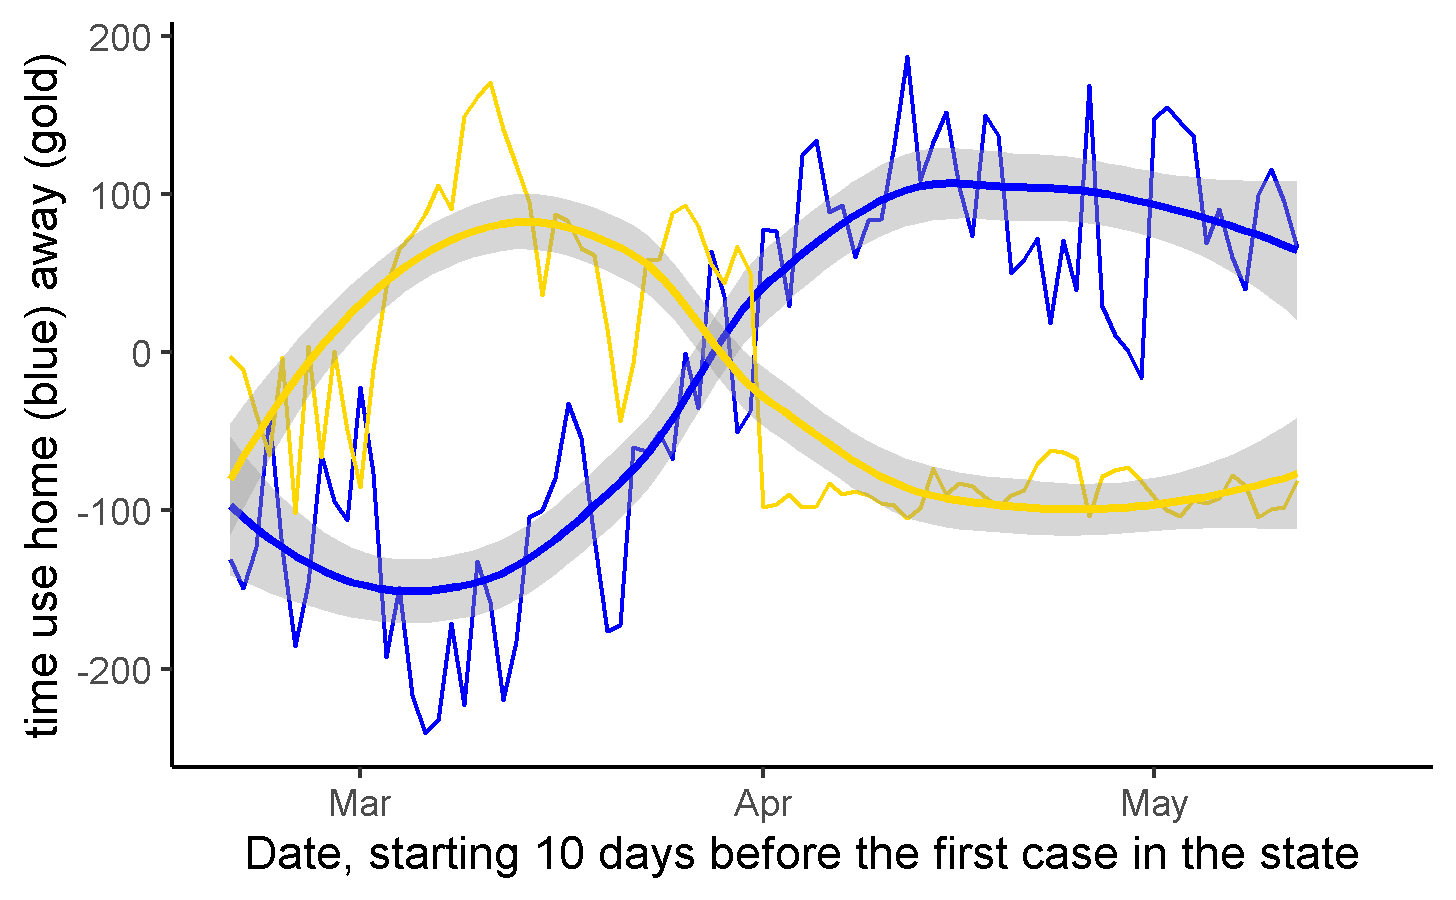 time use home (blue) away (gold)
200
100
0
-100
-200
Mar
Apr
May
Date, starting 10 days before the first case in the state